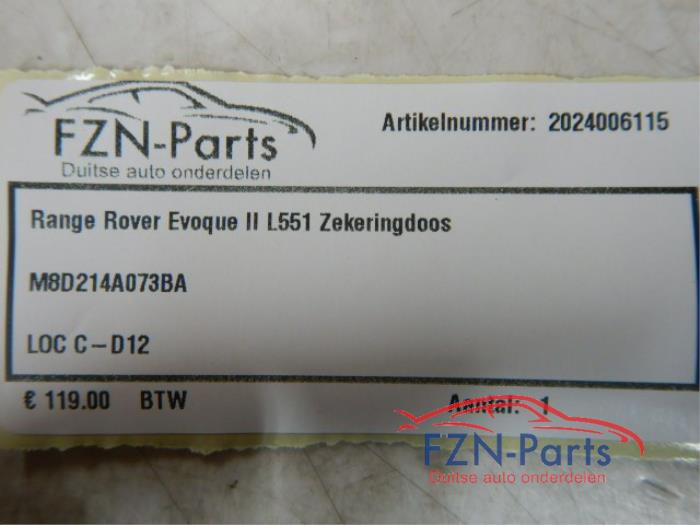 FZN-Parts
Duitse auto onderdelen
Artikelnummer: 2024006115
Range Rover Evoque II L551 Zekeringdoos
M8D214A073BA
LOC C-D12
€ 119.00 BTW Aantal: 1
FZN-Parts
Duitse auto onderdelen